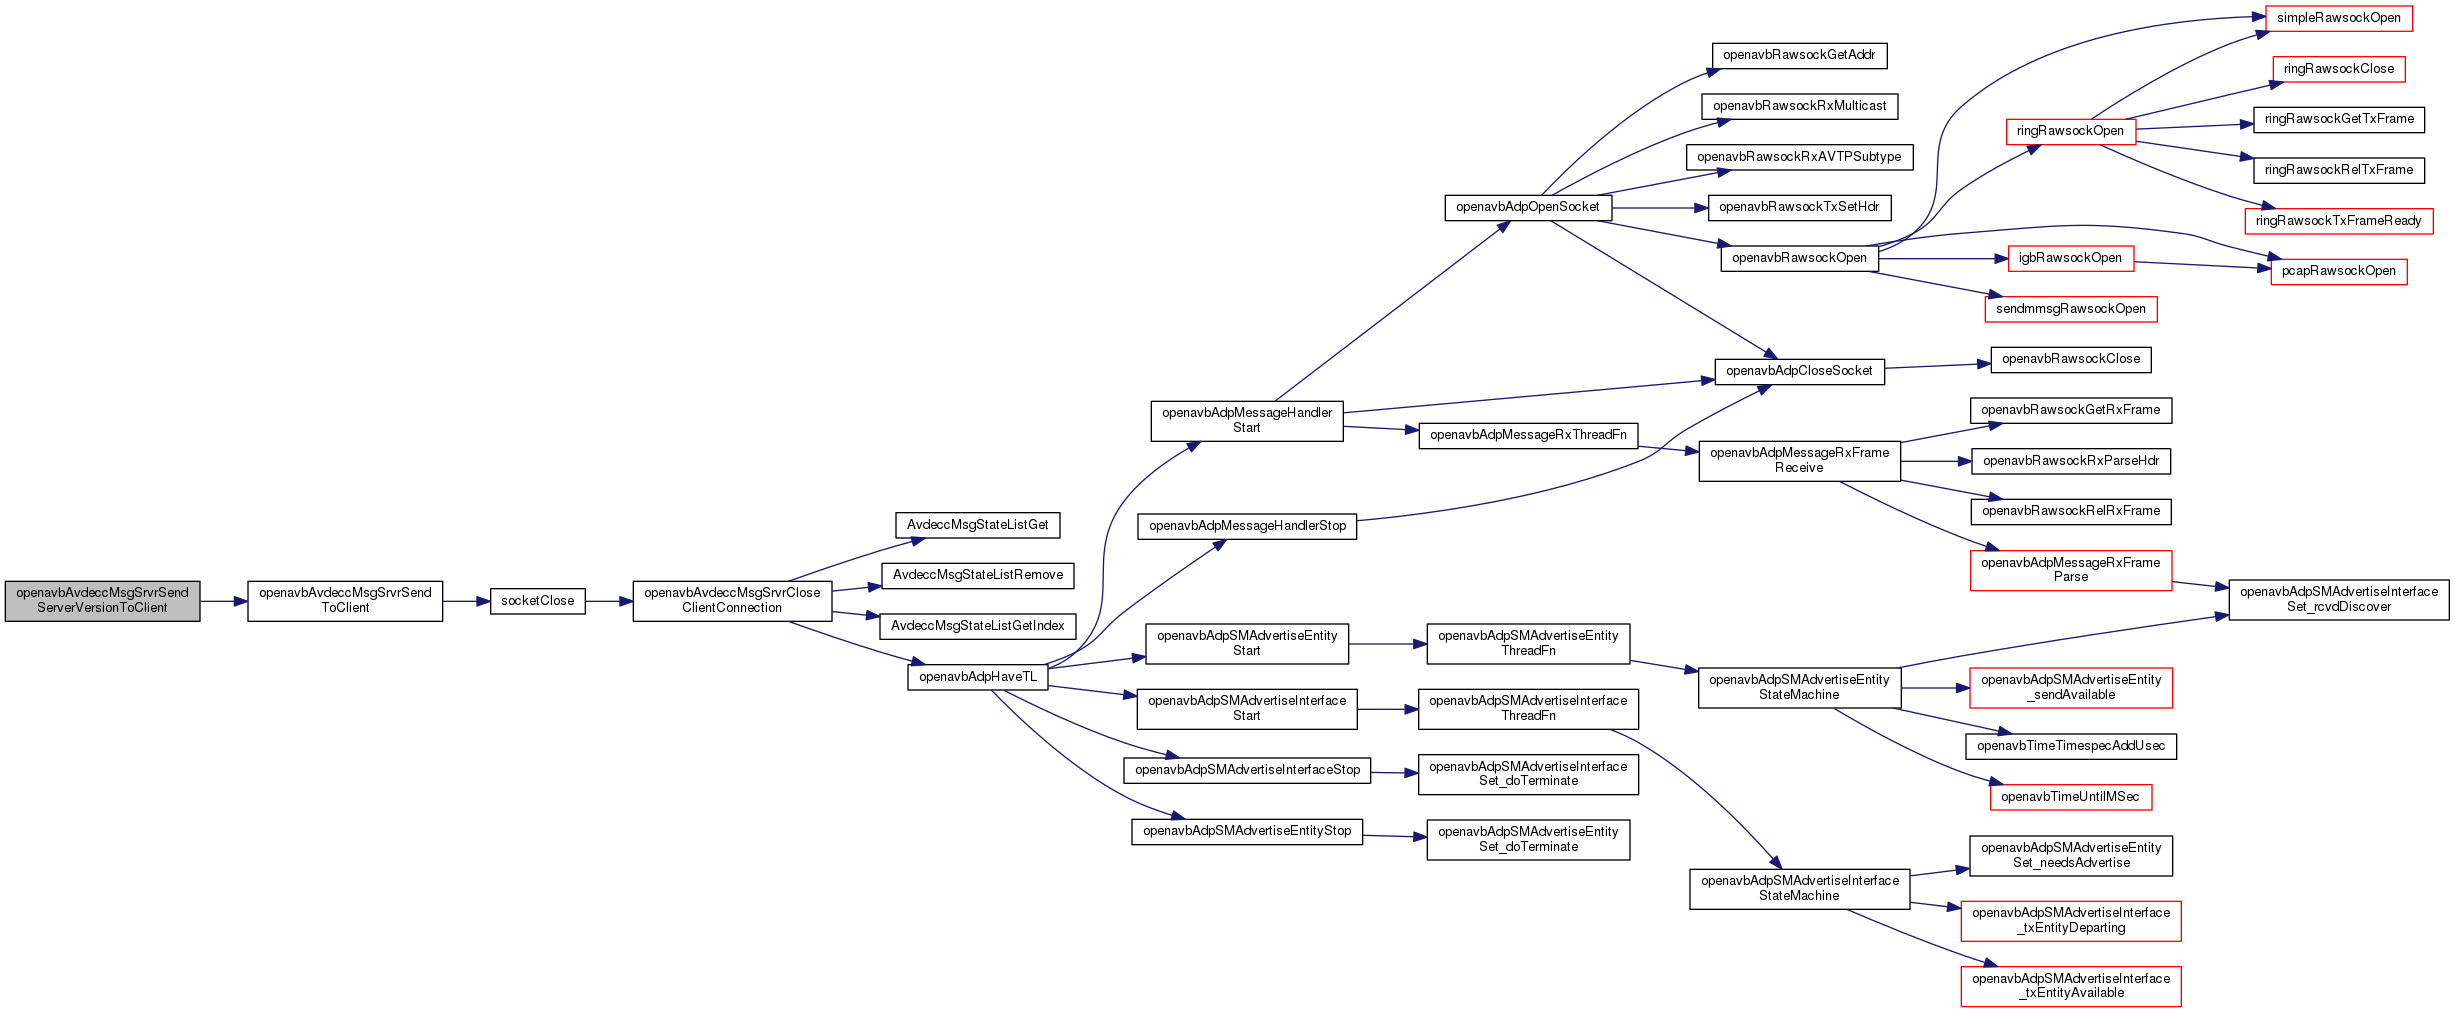 openavbAvdeccMsgSrvrSend
ServerVersionToClient
openavbAvdeccMsgSrvrSend
ToClient
socketClose
openavbAvdeccMsgSrvrClose
ClientConnection
AvdeccMsgStateListGet
AvdeccMsgStateListRemove
AvdeccMsgStateListGetIndex
openavbAdpHaveTL
openavbAdpMessageHandler
Start
openavbAdpMessageHandlerStop
openavbAdpSMAdvertiseEntity
Start
openavbAdpSMAdvertiseInterface
Start
openavbAdpSMAdvertiseInterfaceStop
openavbAdpSMAdvertiseEntityStop
openavbAdpOpenSocket
openavbAdpMessageRxThreadFn
openavbAdpSMAdvertiseEntity
ThreadFn
openavbAdpSMAdvertiseInterface
ThreadFn
openavbAdpSMAdvertiseInterface
Set_doTerminate
openavbAdpSMAdvertiseEntity
Set_doTerminate
openavbRawsockGetAddr
openavbRawsockRxMulticast
openavbRawsockRxAVTPSubtype
openavbRawsockTxSetHdr
openavbRawsockOpen
openavbAdpCloseSocket
openavbAdpMessageRxFrame
Receive
openavbAdpSMAdvertiseEntity
StateMachine
openavbAdpSMAdvertiseInterface
StateMachine
ringRawsockOpen
igbRawsockOpen
sendmmsgRawsockOpen
openavbRawsockClose
openavbRawsockGetRxFrame
openavbRawsockRxParseHdr
openavbRawsockRelRxFrame
openavbAdpMessageRxFrame
Parse
openavbAdpSMAdvertiseEntity
_sendAvailable
openavbTimeTimespecAddUsec
openavbTimeUntilMSec
openavbAdpSMAdvertiseEntity
Set_needsAdvertise
openavbAdpSMAdvertiseInterface
_txEntityDeparting
openavbAdpSMAdvertiseInterface
_txEntityAvailable
simpleRawsockOpen
ringRawsockClose
ringRawsockGetTxFrame
ringRawsockRelTxFrame
ringRawsockTxFrameReady
pcapRawsockOpen
openavbAdpSMAdvertiseInterface
Set_rcvdDiscover